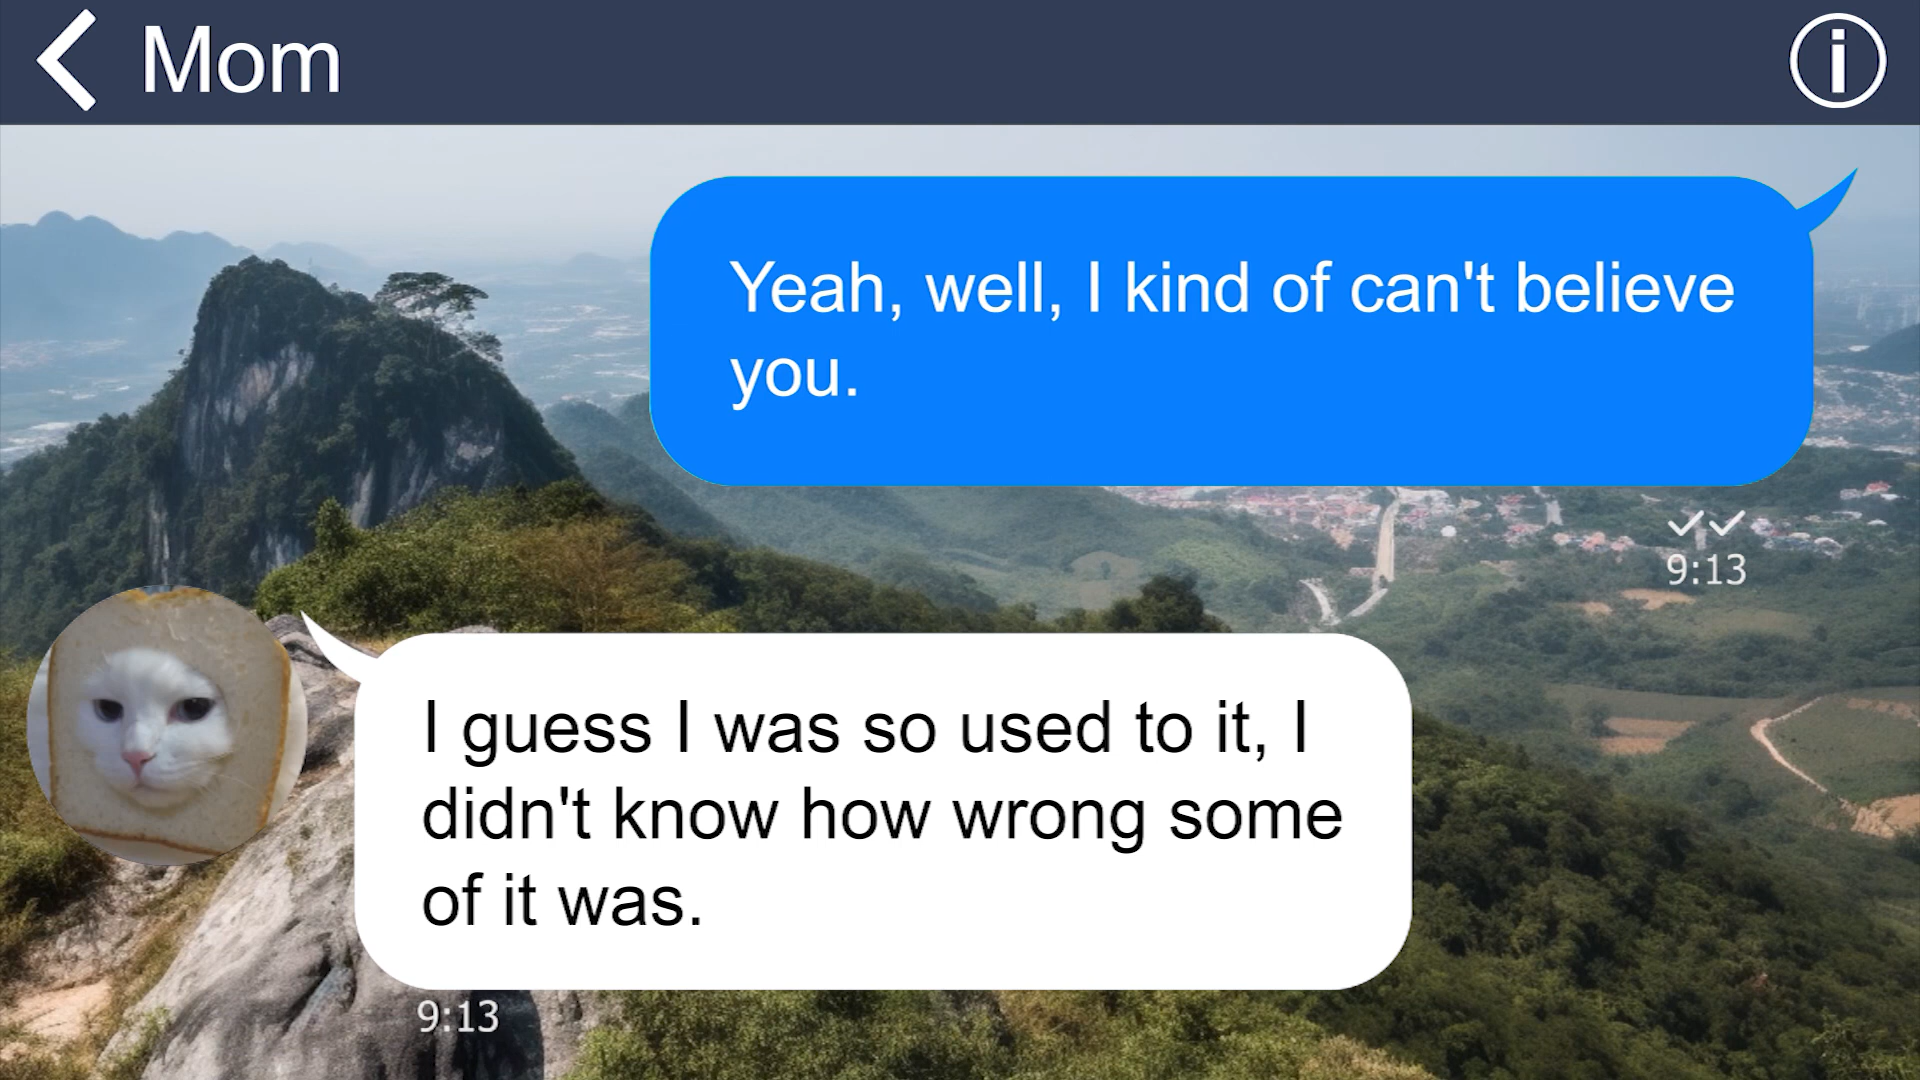 Mom
Yeah, well, I kind of can't believe
you.
9:13
I guess I was so used to it, I
didn't know how wrong some
of it was.
9:13